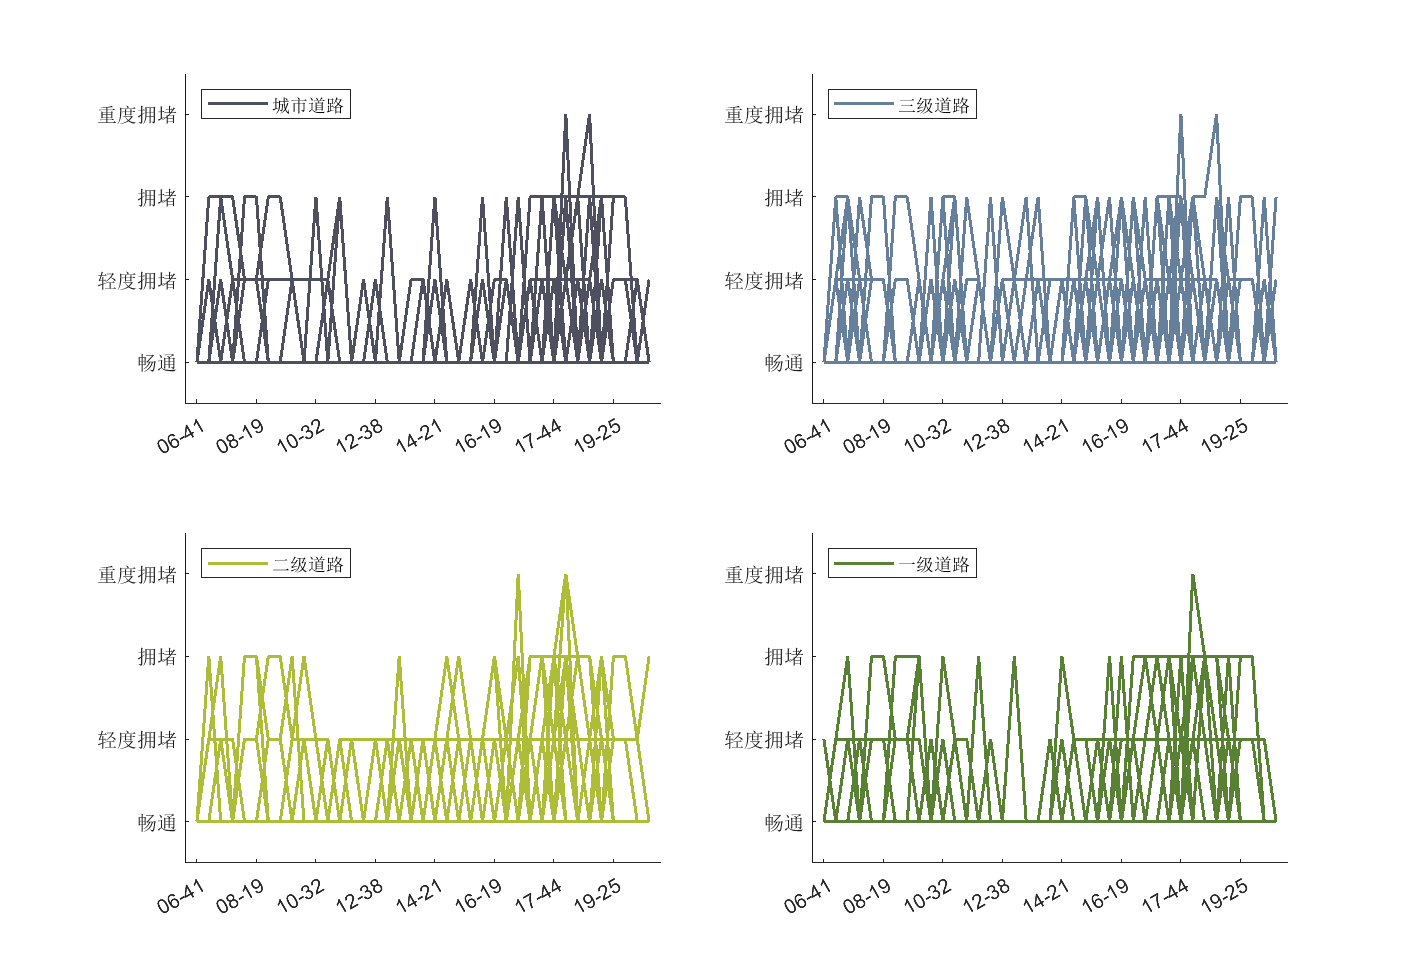 城市道路
重度拥堵
拥堵
轻度拥堵
畅通
06-41
08-19
10-32
12-38
14-21
16-19
17-44
19-25
三级道路
重度拥堵
拥堵
轻度拥堵
畅通
06-41
08-19
10-32
12-38
14-21
16-19
17-44
19-25
二级道路
重度拥堵
拥堵
轻度拥堵
畅通
06-41
08-19
10-32
12-38
14-21
16-19
17-44
19-25
一级道路
重度拥堵
拥堵
轻度拥堵
畅通
06-41
08-19
10-32
12-38
14-21
16-19
17-44
19-25